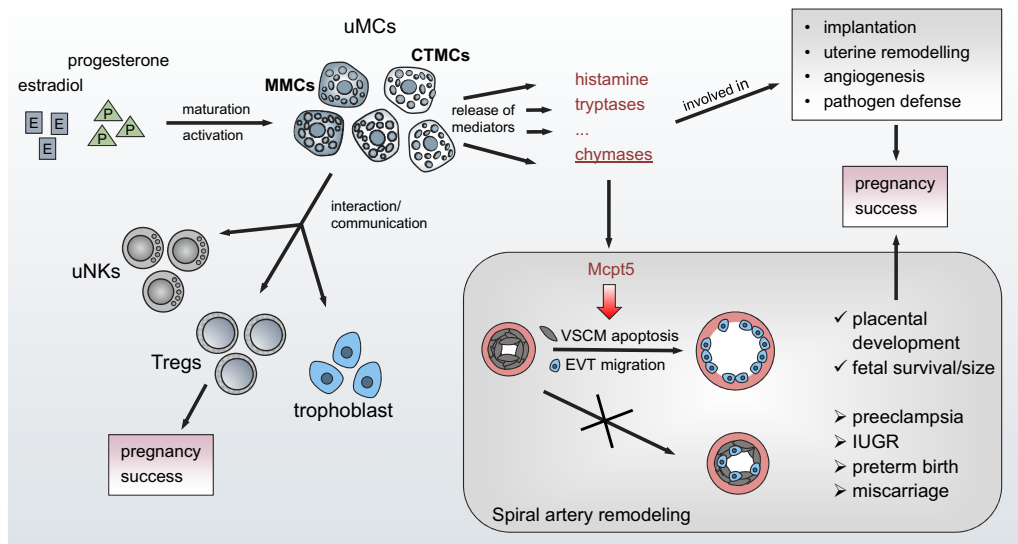 uMCs
progesterone
estradiol
E
E
E
P
P
P
maturation
activation
MMCs
CTMCs
release of
mediators
histamine
tryptases
...
chymases
involved in
• implantation
• uterine remodelling
• angiogenesis
• pathogen defense
pregnancy
success
interaction/
communication
uNKs
Tregs
trophoblast
pregnancy
success
Mcpt5
VSCM apoptosis
EVT migration
✓ placental
development
✓ fetal survival/size
➢ preeclampsia
➢ IUGR
➢ preterm birth
➢ miscarriage
Spiral artery remodeling